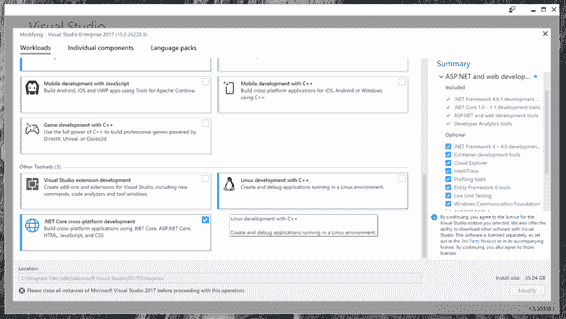 Visual Studio
Modifying - Visual Studio Enterprise 2017 (15.0.26228.9)
Workloads Individual components Language packs
Mobile development with JavaScript
Build Android, iOS and UWP apps using Tools for Apache Cordova.
Mobile development with C++
Build cross-platform applications for iOS, Android or Windows
using C++.
Game development with C++
Use the full power of C++ to build professional games powered by
DirectX, Unreal, or Cocos2d.
Other Toolsets (3)
Visual Studio extension development
Create add-ons and extensions for Visual Studio, including new
commands, code analyzers and tool windows.
Linux development with C++
Create and debug applications running in a Linux environment.
.NET Core cross-platform development
Build cross-platform applications using .NET Core, ASP.NET Core,
HTML, JavaScript, and CSS
Linux development with C++
Create and debug applications running in a Linux environment.
Location
C:\Program Files (x86)\Microsoft Visual Studio\2017\Enterprise
Please close all instances of Visual Studio 2017 before proceeding with this operation.
Summary
ASP.NET and web develop...
Included
.NET Framework 4.6.1 development ...
.NET Core 1.0 - 1.1 development tools
ASP.NET and web development tools
Developer Analytics tools
Optional
.NET Framework 4 – 4.6 developm...
Container development tools
Cloud Explorer
IntelliTrace
Profiling tools
Entity Framework 6 tools
Live Unit Testing
Windows Communication Foundation
By continuing, you agree to the license for the
Visual Studio edition you selected. We also offer the
ability to download other software with Visual
Studio. This software is licensed separately, as set
out in the 3rd Party Notices or in its accompanying
license. By continuing, you also agree to those
licenses.
Install size: -35.04 GB
Modify